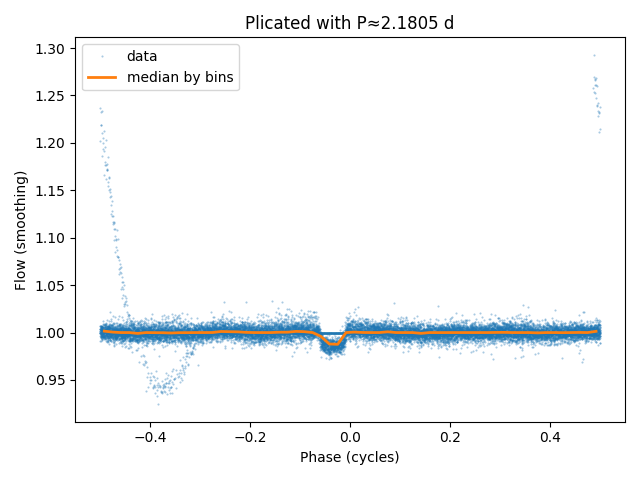 Plicated with P≈2.1805 d
data
median by bins
Flow (smoothing)
1.30
1.25
1.20
1.15
1.10
1.05
1.00
0.95
−0.4
−0.2
0.0
0.2
0.4
Phase (cycles)